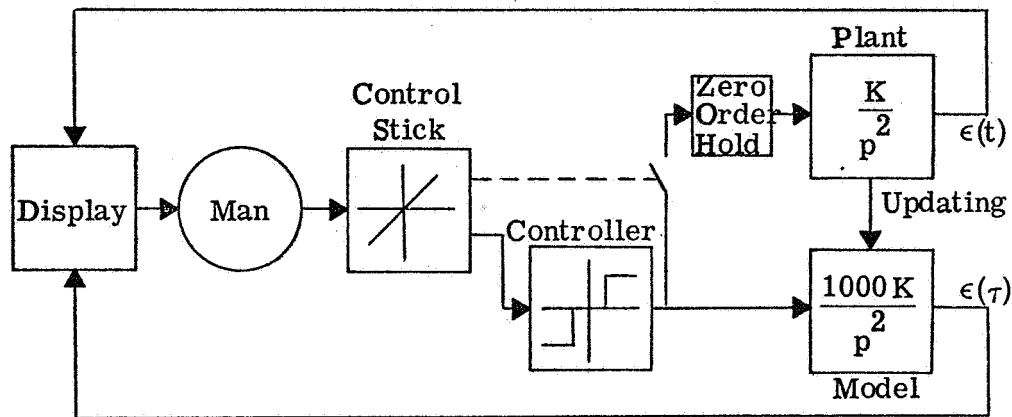 Plant
Zero
Order
Hold
K
p²
ϵ(t)
Control
Stick
Display
Man
Updating
Controller
1000 K
p²
ϵ(τ)
Model